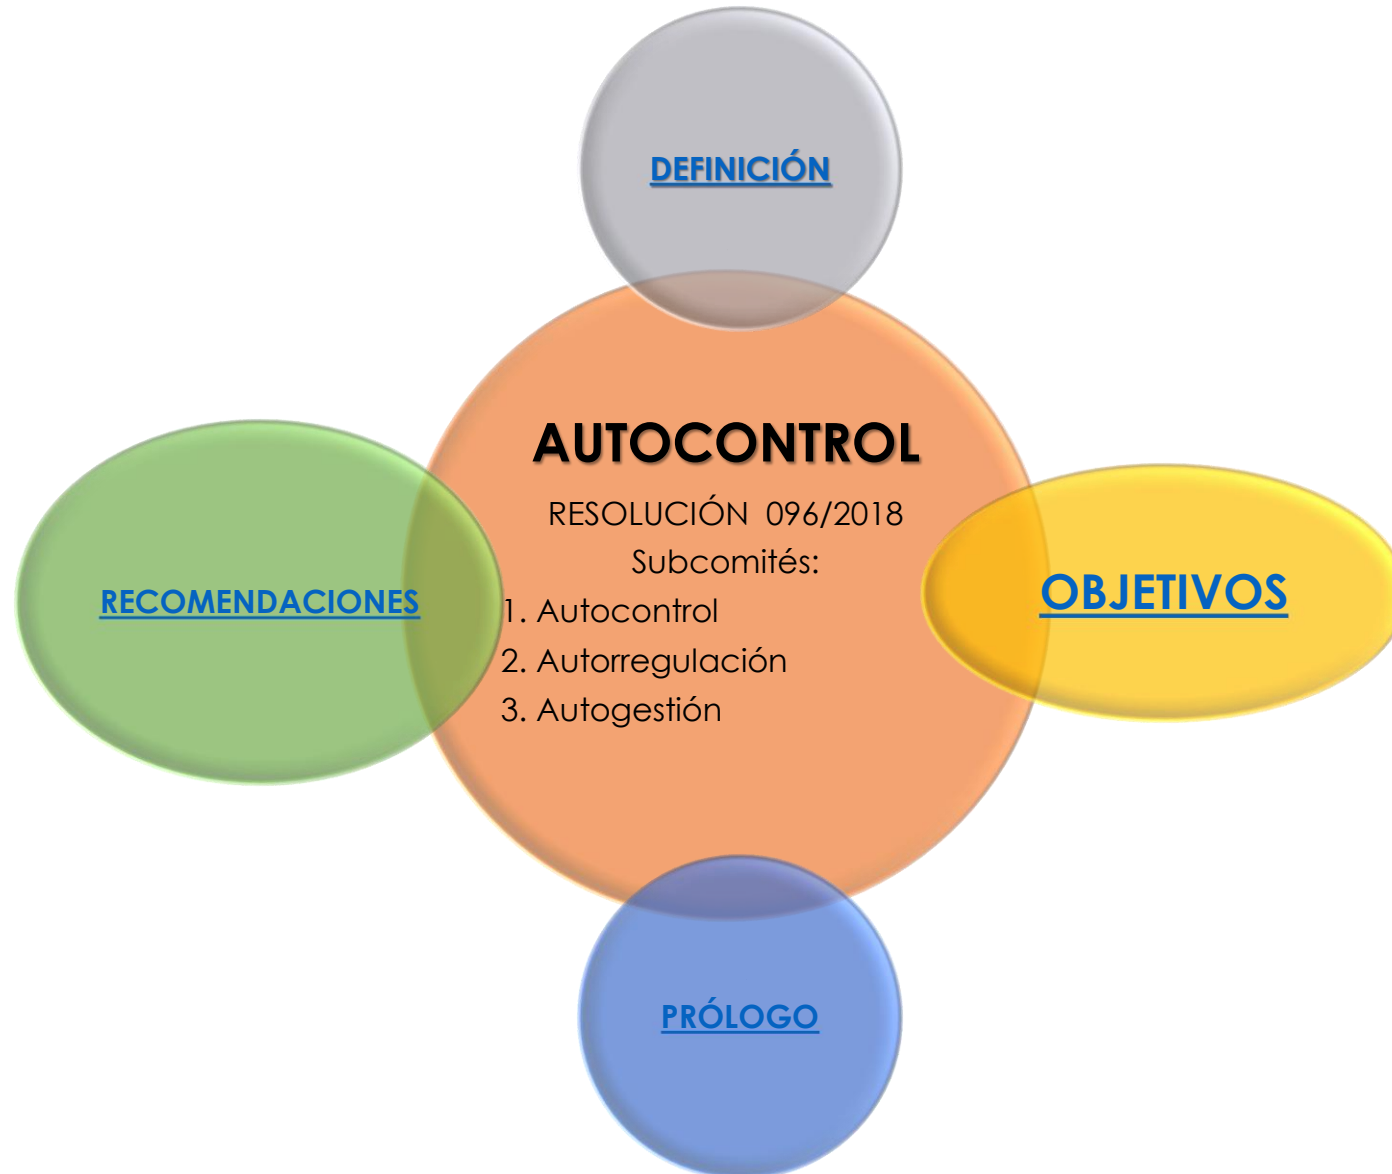 DEFINICIÓN
AUTOCONTROL
RESOLUCIÓN 096/2018
Subcomités:
1. Autocontrol
2. Autorregulación
3. Autogestión
RECOMENDACIONES
OBJETIVOS
PRÓLOGO